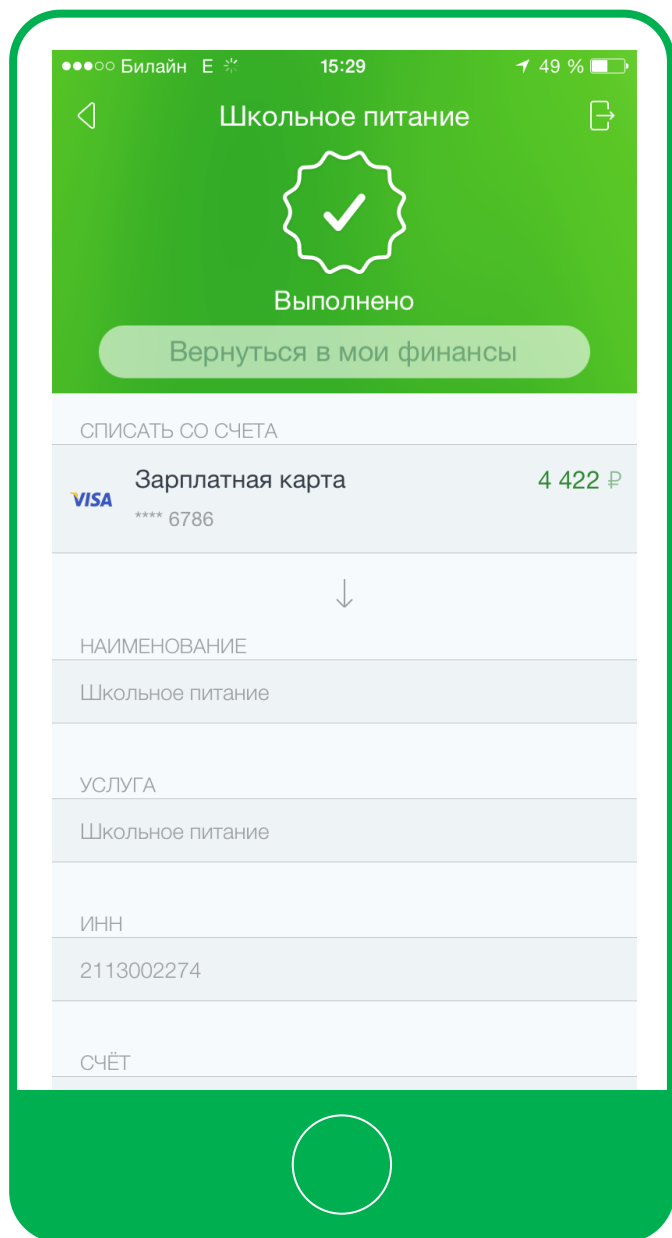 Билайн E 15:29 49 %
Школьное питание
Выполнено
Вернуться в мои финансы
СПИСАТЬ СО СЧЕТА
Зарплатная карта 4 422 ₽
VISA
**** 6786
НАИМЕНОВАНИЕ
Школьное питание
УСЛУГА
Школьное питание
ИНН
2113002274
СЧЁТ